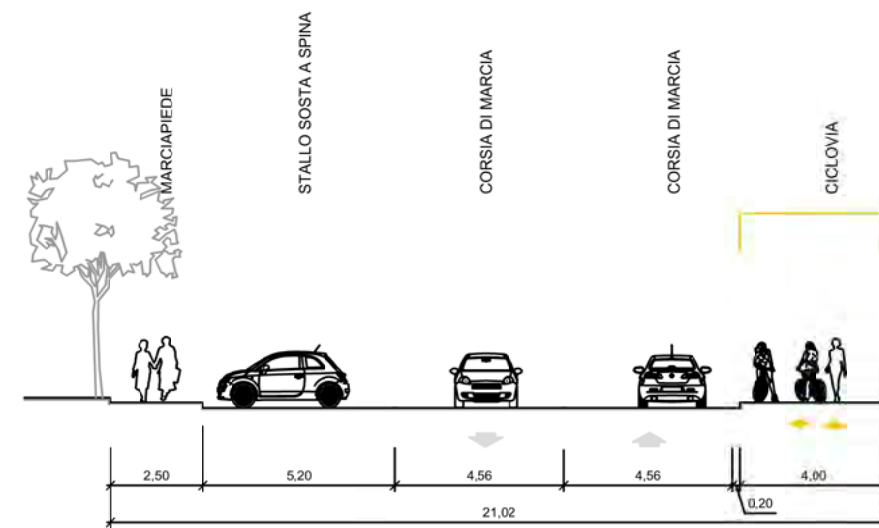 MARCIAPIEDE
STALLO SOSTA A SPINA
CORSIA DI MARCIA
CORSIA DI MARCIA
CICLOVIA
2,50
5,20
4,56
4,56
0,20
4,00
21,02